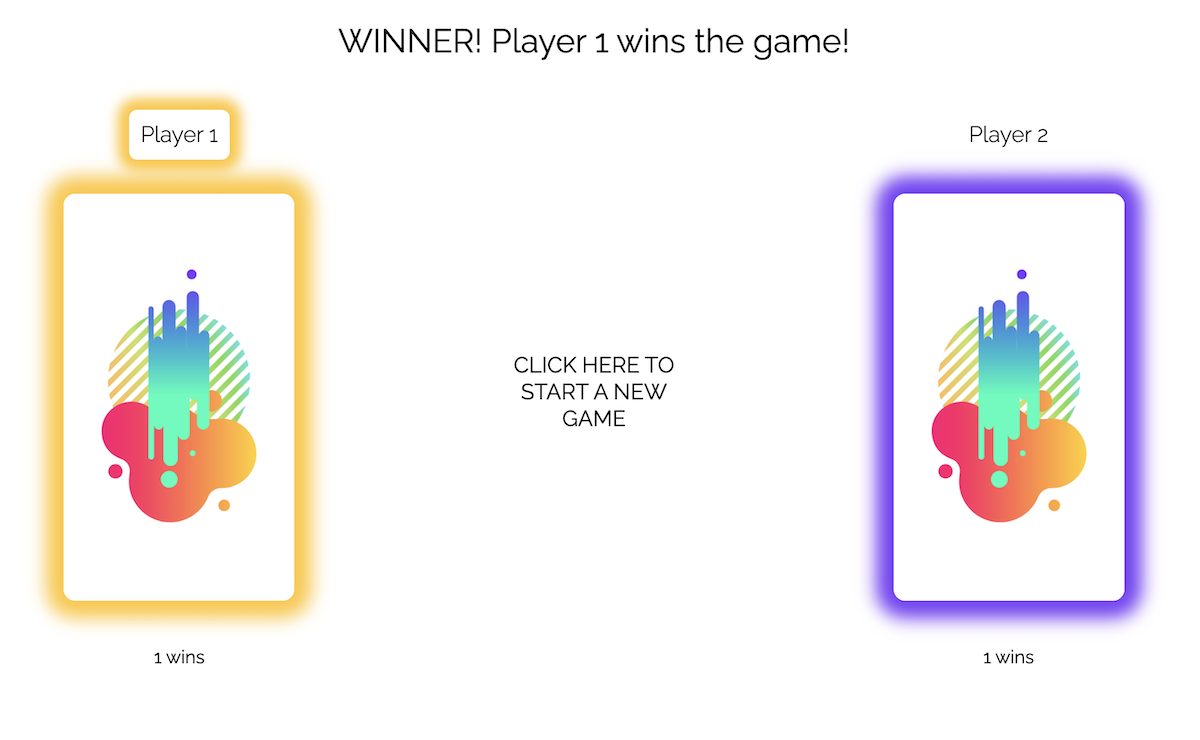 WINNER! Player 1 wins the game!
Player 1
Player 2
CLICK HERE TO
START A NEW
GAME
1 wins
1 wins